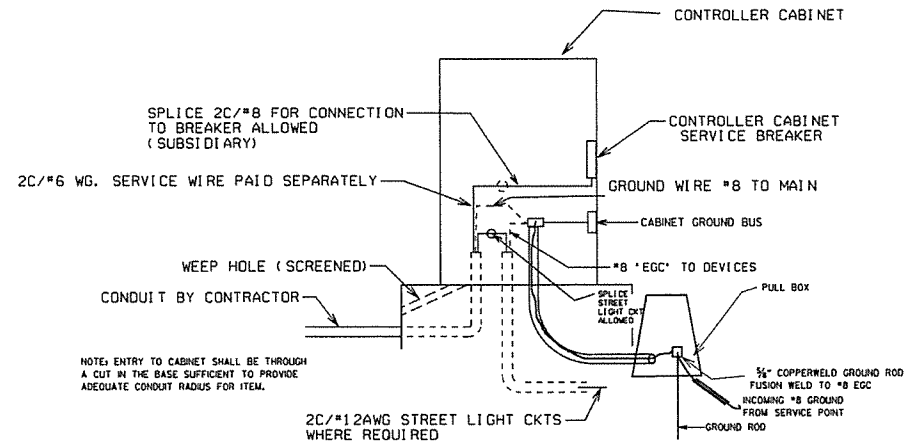 CONTROLLER CABINET
SPLICE 2C/#8 FOR CONNECTION
TO BREAKER ALLOWED
(SUBSIDIARY)
CONTROLLER CABINET
SERVICE BREAKER
2C/#6 WG. SERVICE WIRE PAID SEPARATELY
GROUND WIRE #8 TO MAIN
CABINET GROUND BUS
WEEP HOLE (SCREENED)
#8 "EGC" TO DEVICES
CONDUIT BY CONTRACTOR
SPLICE
STREET
LIGHT CKT
ALLOWED
PULL BOX
NOTE: ENTRY TO CABINET SHALL BE THROUGH
A CUT IN THE BASE SUFFICIENT TO PROVIDE
ADEQUATE CONDUIT RADIUS FOR ITEM.
5/8" COPPERWELD GROUND ROD
FUSION WELD TO #8 EGC
INCOMING #8 GROUND
FROM SERVICE POINT
2C/#12AWG STREET LIGHT CKTS
WHERE REQUIRED
GROUND ROD